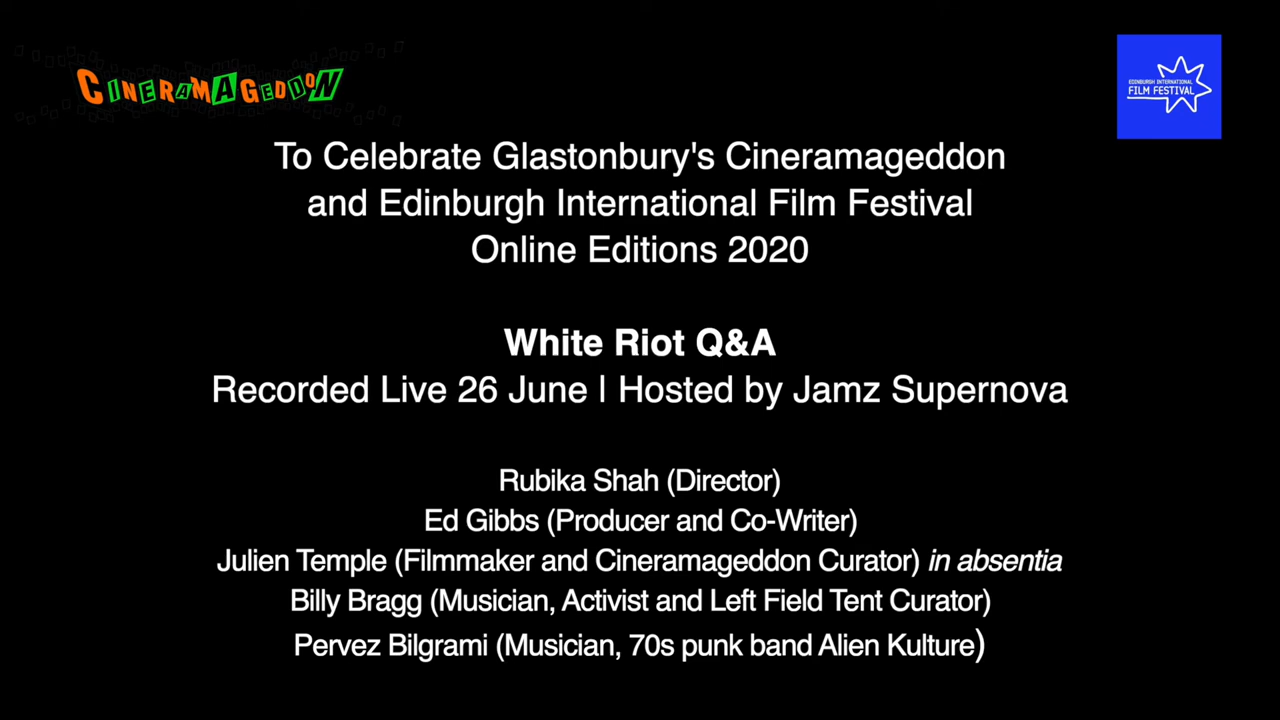 CINERAMAGEDDON
EDINBURGH INTERNATIONAL
FILM FESTIVAL
To Celebrate Glastonbury's Cineramageddon
and Edinburgh International Film Festival
Online Editions 2020
White Riot Q&A
Recorded Live 26 June | Hosted by Jamz Supernova
Rubika Shah (Director)
Ed Gibbs (Producer and Co-Writer)
Julien Temple (Filmmaker and Cineramageddon Curator) in absentia
Billy Bragg (Musician, Activist and Left Field Tent Curator)
Pervez Bilgrami (Musician, 70s punk band Alien Kulture)